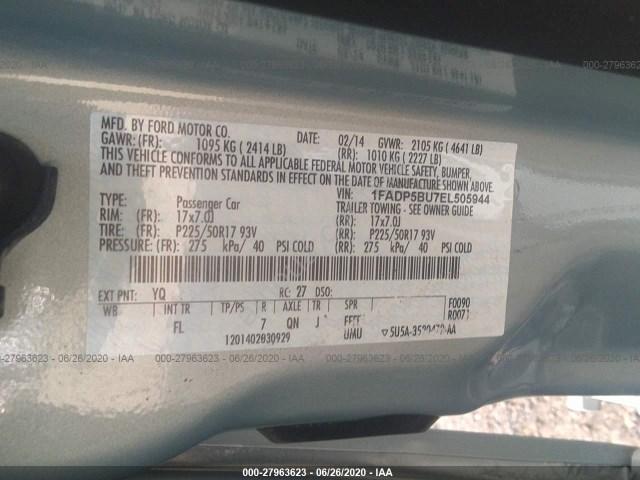 MFD. BY FORD MOTOR CO.
DATE: 02/14 GVWR: 2105 KG ( 4641 LB)
GAWR: (FR): 1095 KG ( 2414 LB) (RR): 1010 KG ( 2227 LB)
THIS VEHICLE CONFORMS TO ALL APPLICABLE FEDERAL MOTOR VEHICLE SAFETY, BUMPER,
AND THEFT PREVENTION STANDARDS IN EFFECT ON THE DATE OF MANUFACTURE SHOWN ABOVE.
VIN: 1FADP5BU7EL505944
TYPE: Passenger Car TRAILER TOWING - SEE OWNER GUIDE
RIM: (FR): 17x7.0J (RR): 17x7.0J
TIRE: (FR): P225/50R17 93V (RR): P225/50R17 93V
PRESSURE: (FR): 275 kPa/ 40 PSI COLD (RR): 275 kPa/ 40 PSI COLD
EXT PNT: YQ RC: 27 DSO:
WB INT TR TP/PS R AXLE TR SPR F0090
R0071
FL 7 QN J
UMU
1201402030929
000-27963623 · 06/26/2020 - IAA
000-27963623 - 06/26/2020 - IAA